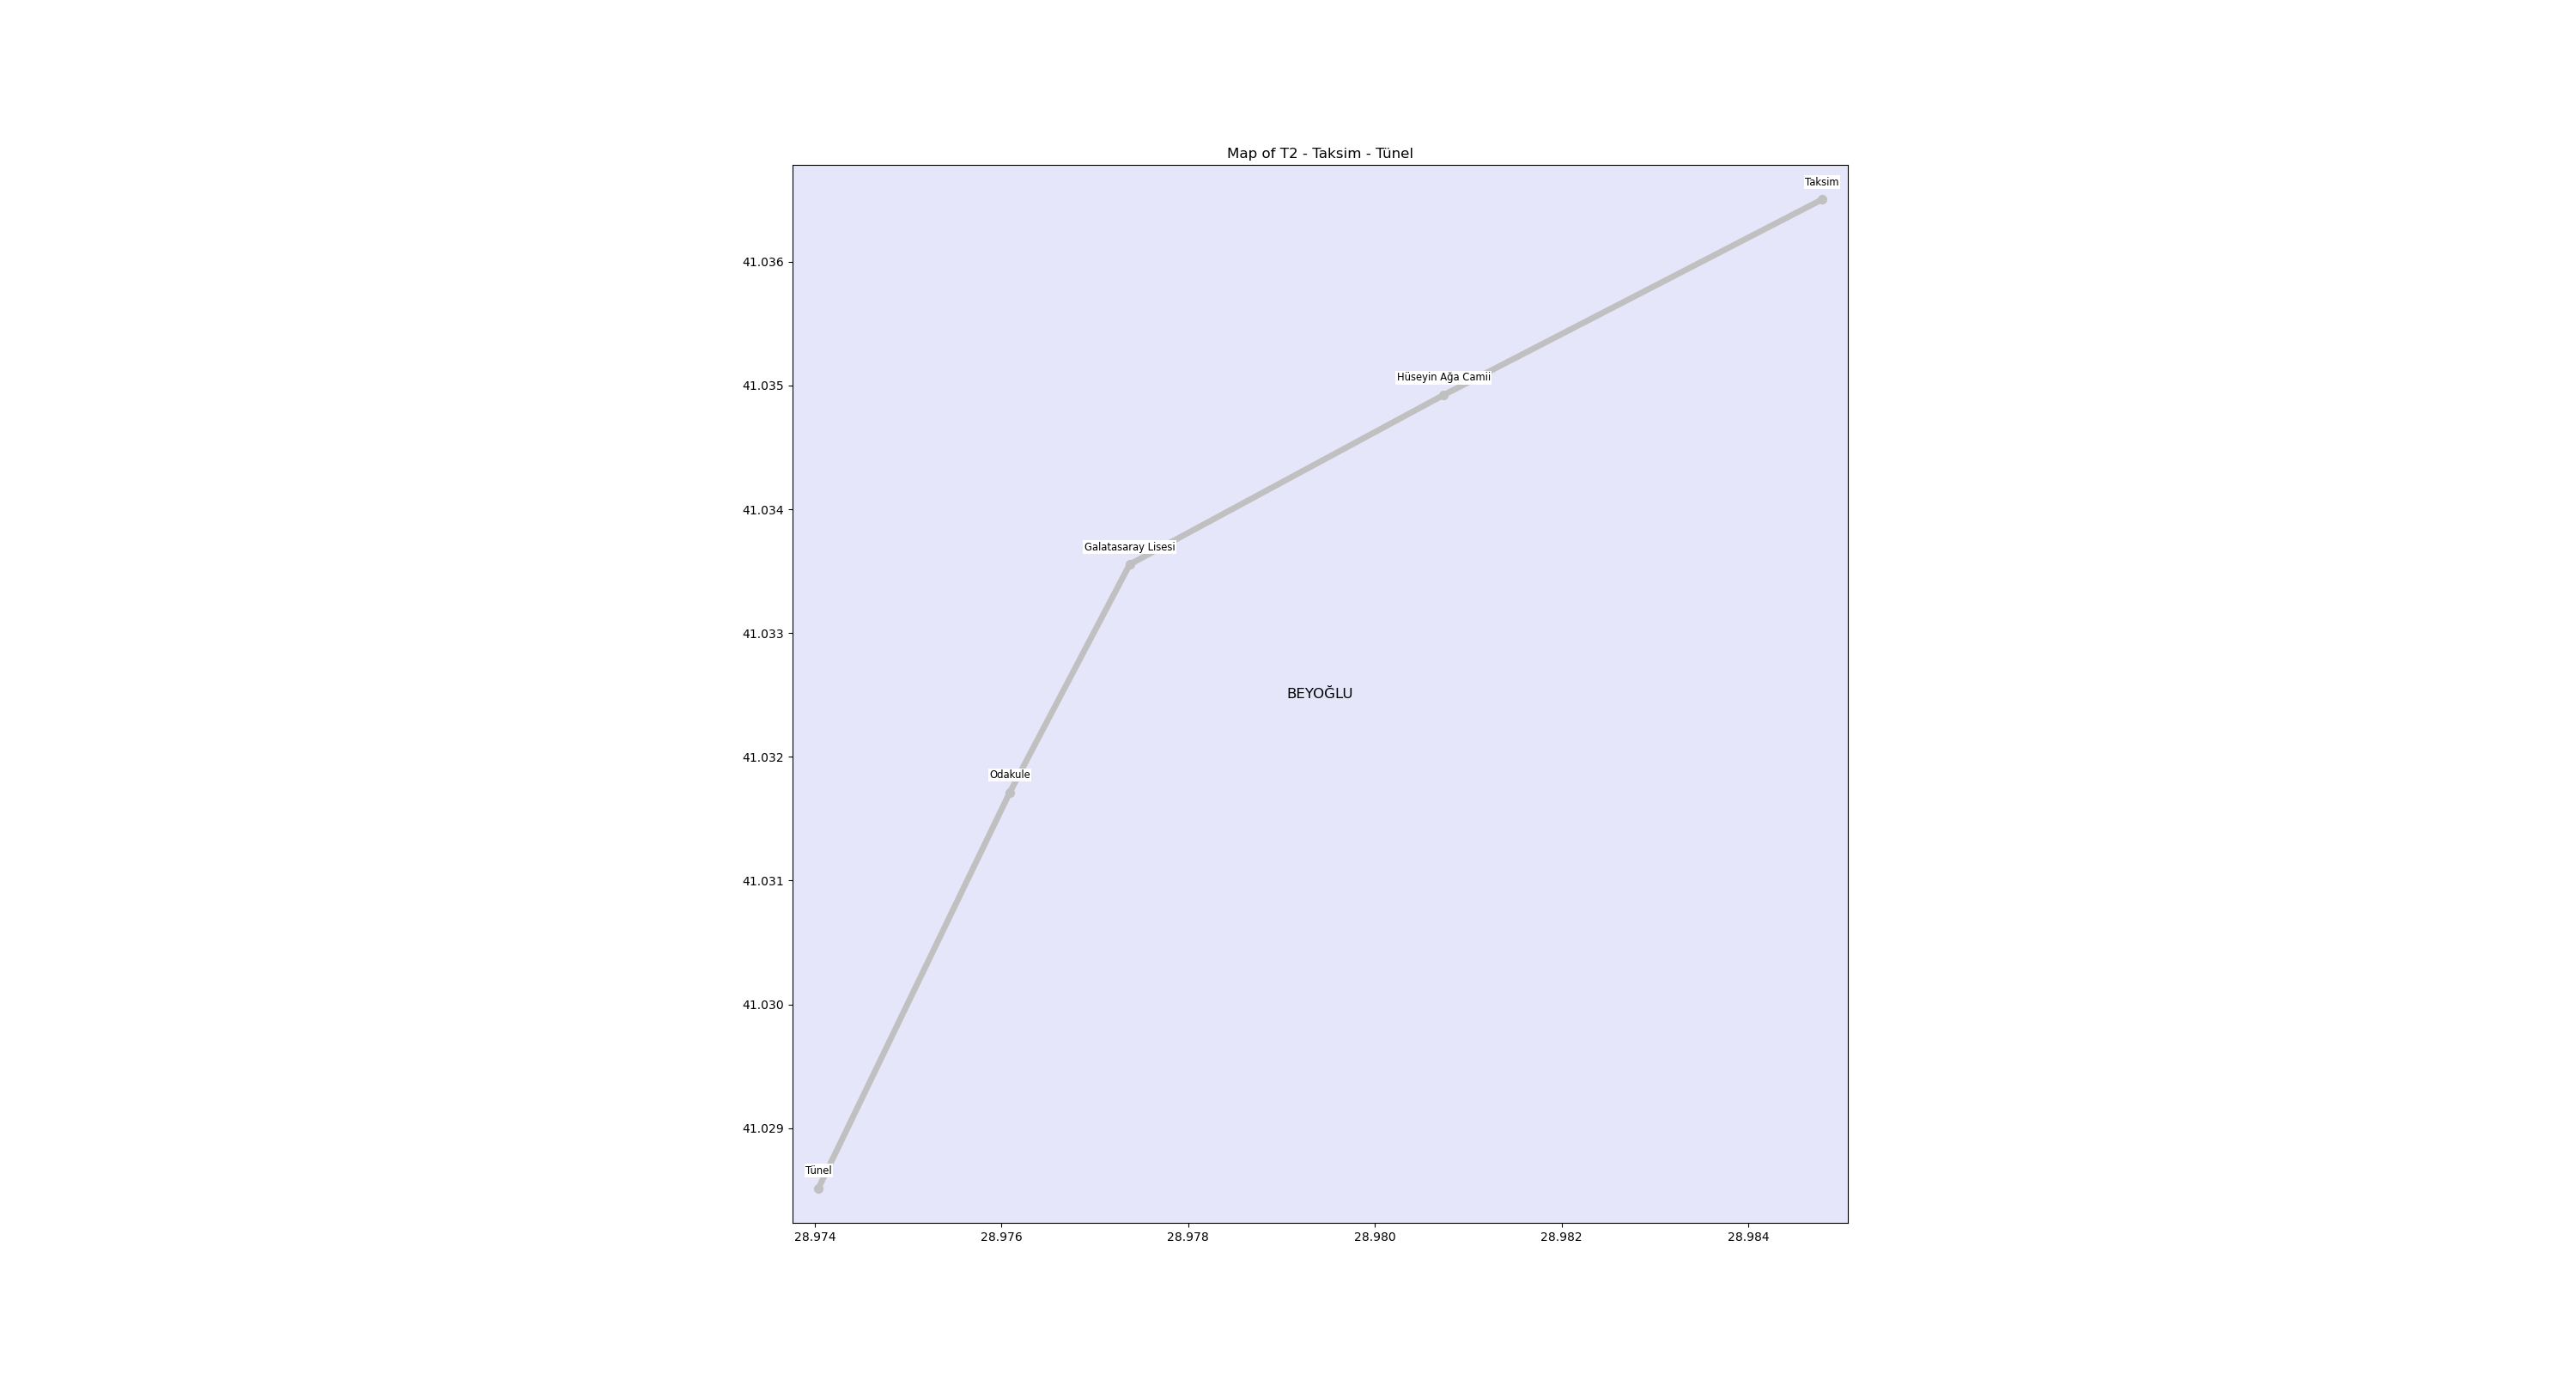 Map of T2 - Taksim - Tünel
Taksim
41.036
Hüseyin Ağa Camii
41.035
41.034
Galatasaray Lisesi
41.033
BEYOĞLU
Odakule
41.032
41.031
41.030
41.029
Tünel
28.974 28.976 28.978 28.980 28.982 28.984